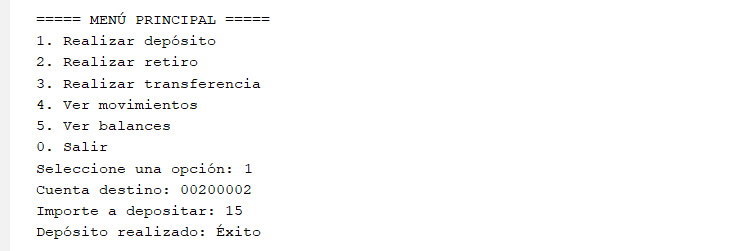 ===== MENÚ PRINCIPAL =====
1. Realizar depósito
2. Realizar retiro
3. Realizar transferencia
4. Ver movimientos
5. Ver balances
0. Salir
Seleccione una opción: 1
Cuenta destino: 00200002
Importe a depositar: 15
Depósito realizado: Éxito